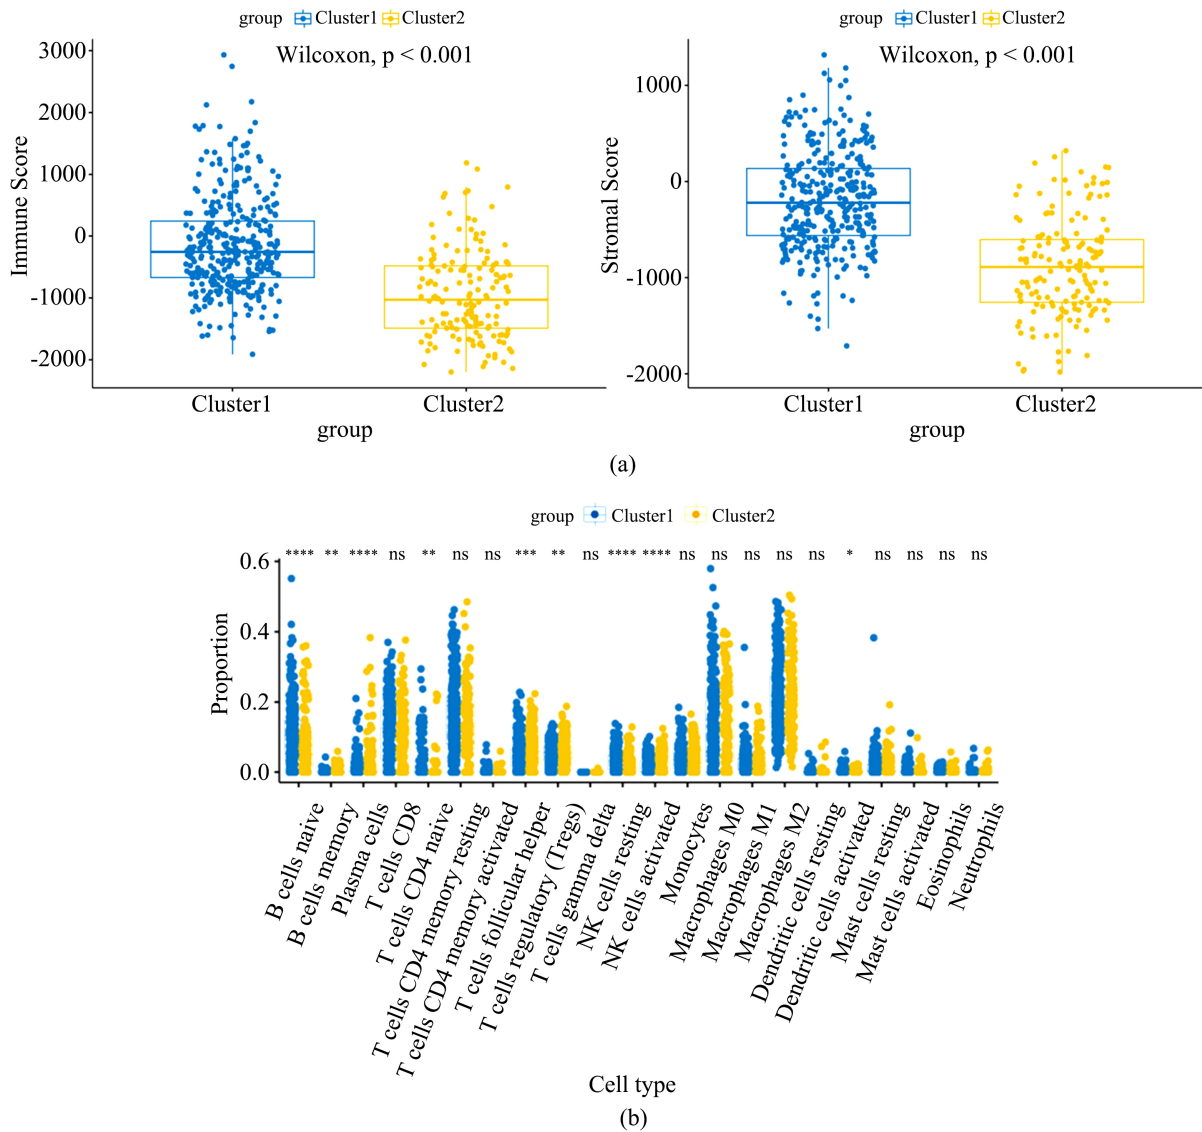 group Cluster1 Cluster2
Wilcoxon, p < 0.001
Immune Score
3000
2000
1000
0
-1000
-2000
Cluster1 Cluster2
group
group Cluster1 Cluster2
Wilcoxon, p < 0.001
Stromal Score
1000
0
-1000
-2000
Cluster1 Cluster2
group
(a)
group Cluster1 Cluster2
**** ** **** ns ** ns ns *** ** ns **** **** ns ns ns ns ns * ns ns ns ns
Proportion
0.6
0.4
0.2
0.0
B cells naive
B cells memory
Plasma cells
T cells CD8
T cells CD4 naive
T cells CD4 memory resting
T cells CD4 memory activated
T cells follicular helper
T cells regulatory (Tregs)
T cells gamma delta
NK cells resting
NK cells activated
Monocytes
Macrophages M0
Macrophages M1
Macrophages M2
Dendritic cells resting
Dendritic cells activated
Mast cells resting
Mast cells activated
Eosinophils
Neutrophils
Cell type
(b)